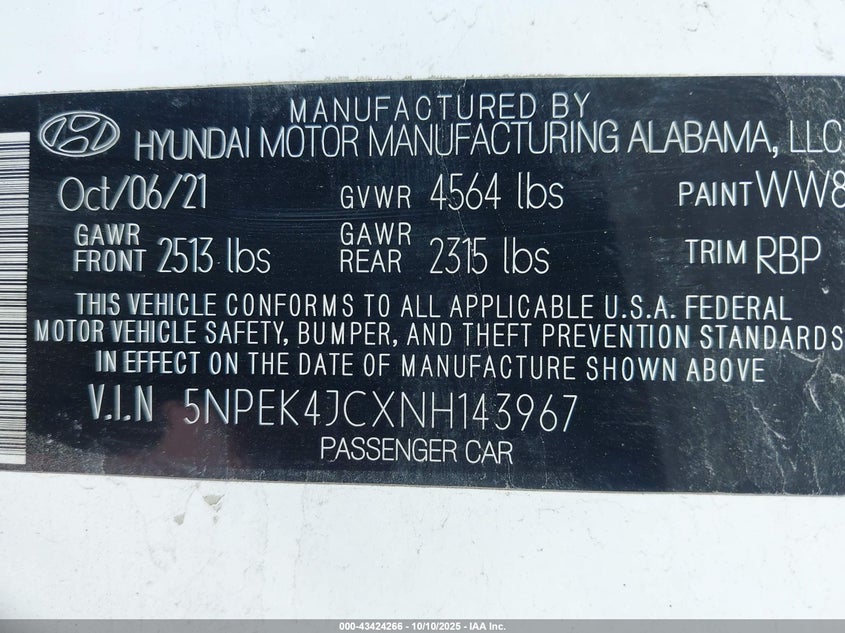 MANUFACTURED BY
HYUNDAI MOTOR MANUFACTURING ALABAMA, LLC
Oct/06/21 GVWR 4564 lbs PAINT WW8
GAWR FRONT 2513 lbs GAWR REAR 2315 lbs TRIM RBP
THIS VEHICLE CONFORMS TO ALL APPLICABLE U.S.A. FEDERAL
MOTOR VEHICLE SAFETY, BUMPER, AND THEFT PREVENTION STANDARDS
IN EFFECT ON THE DATE OF MANUFACTURE SHOWN ABOVE
V.I.N 5NPEK4JCXNH143967
PASSENGER CAR
000-43424266 - 10/10/2025 - IAA Inc.